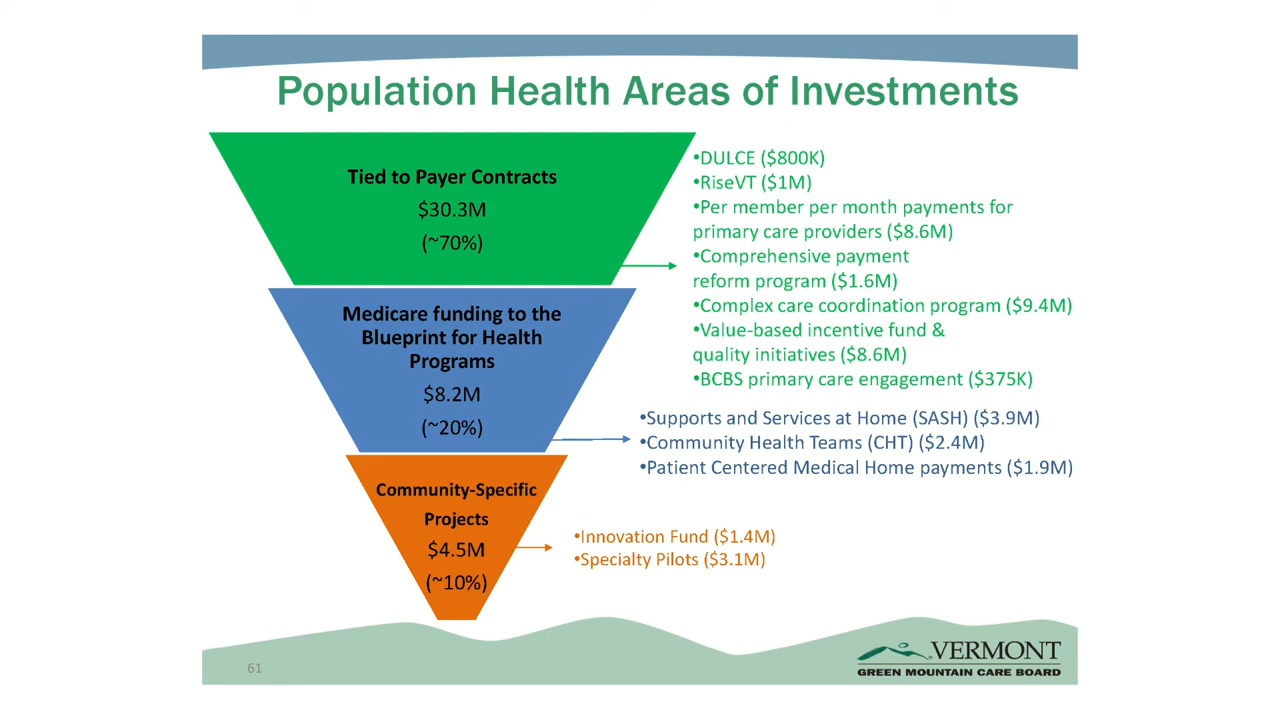 Population Health Areas of Investments
Tied to Payer Contracts
$30.3M
(~70%)
•DULCE ($800K)
•RiseVT ($1M)
•Per member per month payments for
primary care providers ($8.6M)
•Comprehensive payment
reform program ($1.6M)
•Complex care coordination program ($9.4M)
•Value-based incentive fund &
quality initiatives ($8.6M)
•BCBS primary care engagement ($375K)
Medicare funding to the
Blueprint for Health
Programs
$8.2M
(~20%)
•Supports and Services at Home (SASH) ($3.9M)
•Community Health Teams (CHT) ($2.4M)
•Patient Centered Medical Home payments ($1.9M)
Community-Specific
Projects
$4.5M
(~10%)
•Innovation Fund ($1.4M)
•Specialty Pilots ($3.1M)
61
VERMONT
GREEN MOUNTAIN CARE BOARD